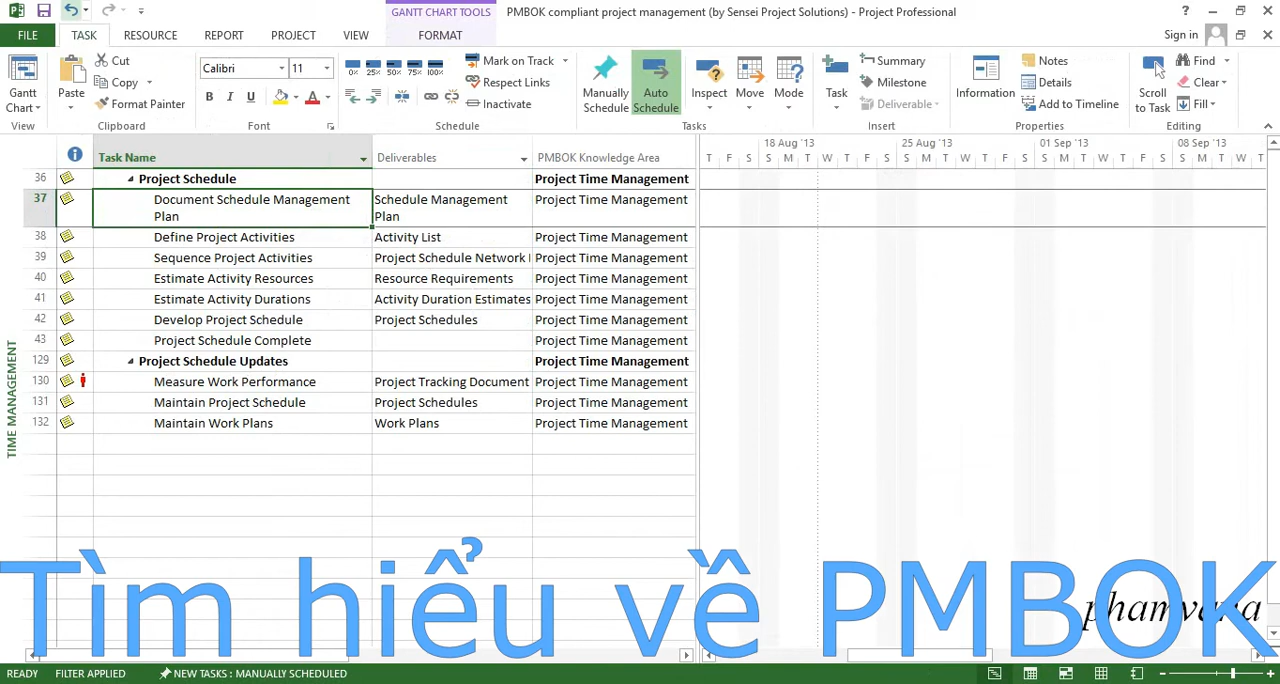 GANTT CHART TOOLS
PMBOK compliant project management (by Sensei Project Solutions) - Project Professional
FILE TASK RESOURCE REPORT PROJECT VIEW FORMAT Sign in
Gantt Chart
View
Paste
Cut
Copy
Format Painter
Clipboard
Calibri 11
B I U A
Font
0% 25% 50% 75% 100%
Mark on Track
Respect Links
Inactivate
Schedule
Manually Schedule
Auto Schedule
Inspect
Move
Mode
Tasks
Task
Summary
Milestone
Deliverable
Insert
Information
Notes
Details
Add to Timeline
Properties
Scroll to Task
Find
Clear
Fill
Editing
Task Name Deliverables PMBOK Knowledge Area
18 Aug '13 25 Aug '13 01 Sep '13 08 Sep '13
T F S S M T W T F S S M T W T F S S M T W T F S S M T W T
36 Project Schedule Project Time Management
37 Document Schedule Management Schedule Management Project Time Management
Plan Plan
38 Define Project Activities Activity List Project Time Management
39 Sequence Project Activities Project Schedule Network Project Time Management
40 Estimate Activity Resources Resource Requirements Project Time Management
41 Estimate Activity Durations Activity Duration Estimates Project Time Management
42 Develop Project Schedule Project Schedules Project Time Management
43 Project Schedule Complete Project Time Management
129 Project Schedule Updates Project Time Management
130 Measure Work Performance Project Tracking Document Project Time Management
131 Maintain Project Schedule Project Schedules Project Time Management
132 Maintain Work Plans Work Plans Project Time Management
TIME MANAGEMENT
Tìm hiểu về PMBOK
READY FILTER APPLIED NEW TASKS : MANUALLY SCHEDULED